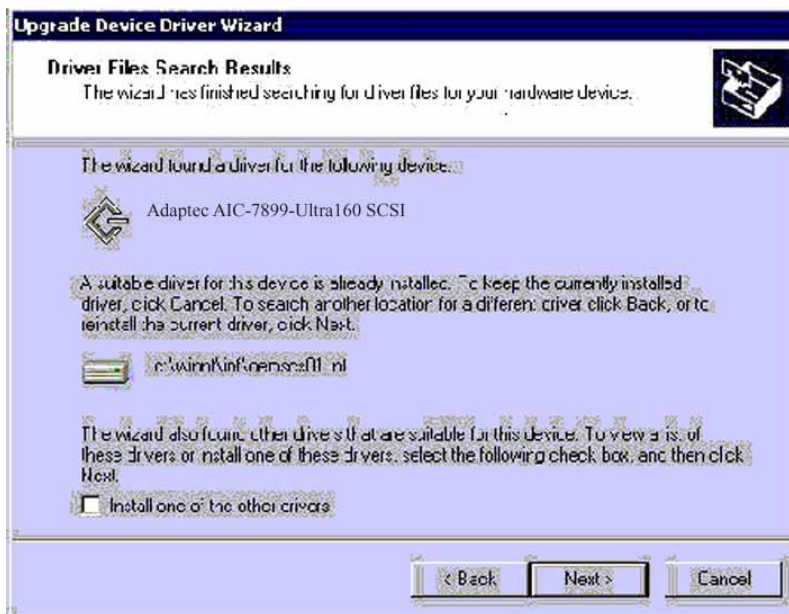 Upgrade Device Driver Wizard
Driver Files Search Results
The wizard has finished searching for driver files for your hardware device.
The wizard found a driver for the following device:
Adaptec AIC-7899-Ultra160 SCSI
A suitable driver for this device is already installed. To keep the currently installed
driver, click Cancel. To search another location for a different driver click Back, or to
reinstall the current driver, click Next.
The wizard also found other drivers that are suitable for this device. To view a list of
these drivers or install one of these drivers, select the following check box, and then click
Next.
Install one of the other drivers
< Back
Next >
Cancel